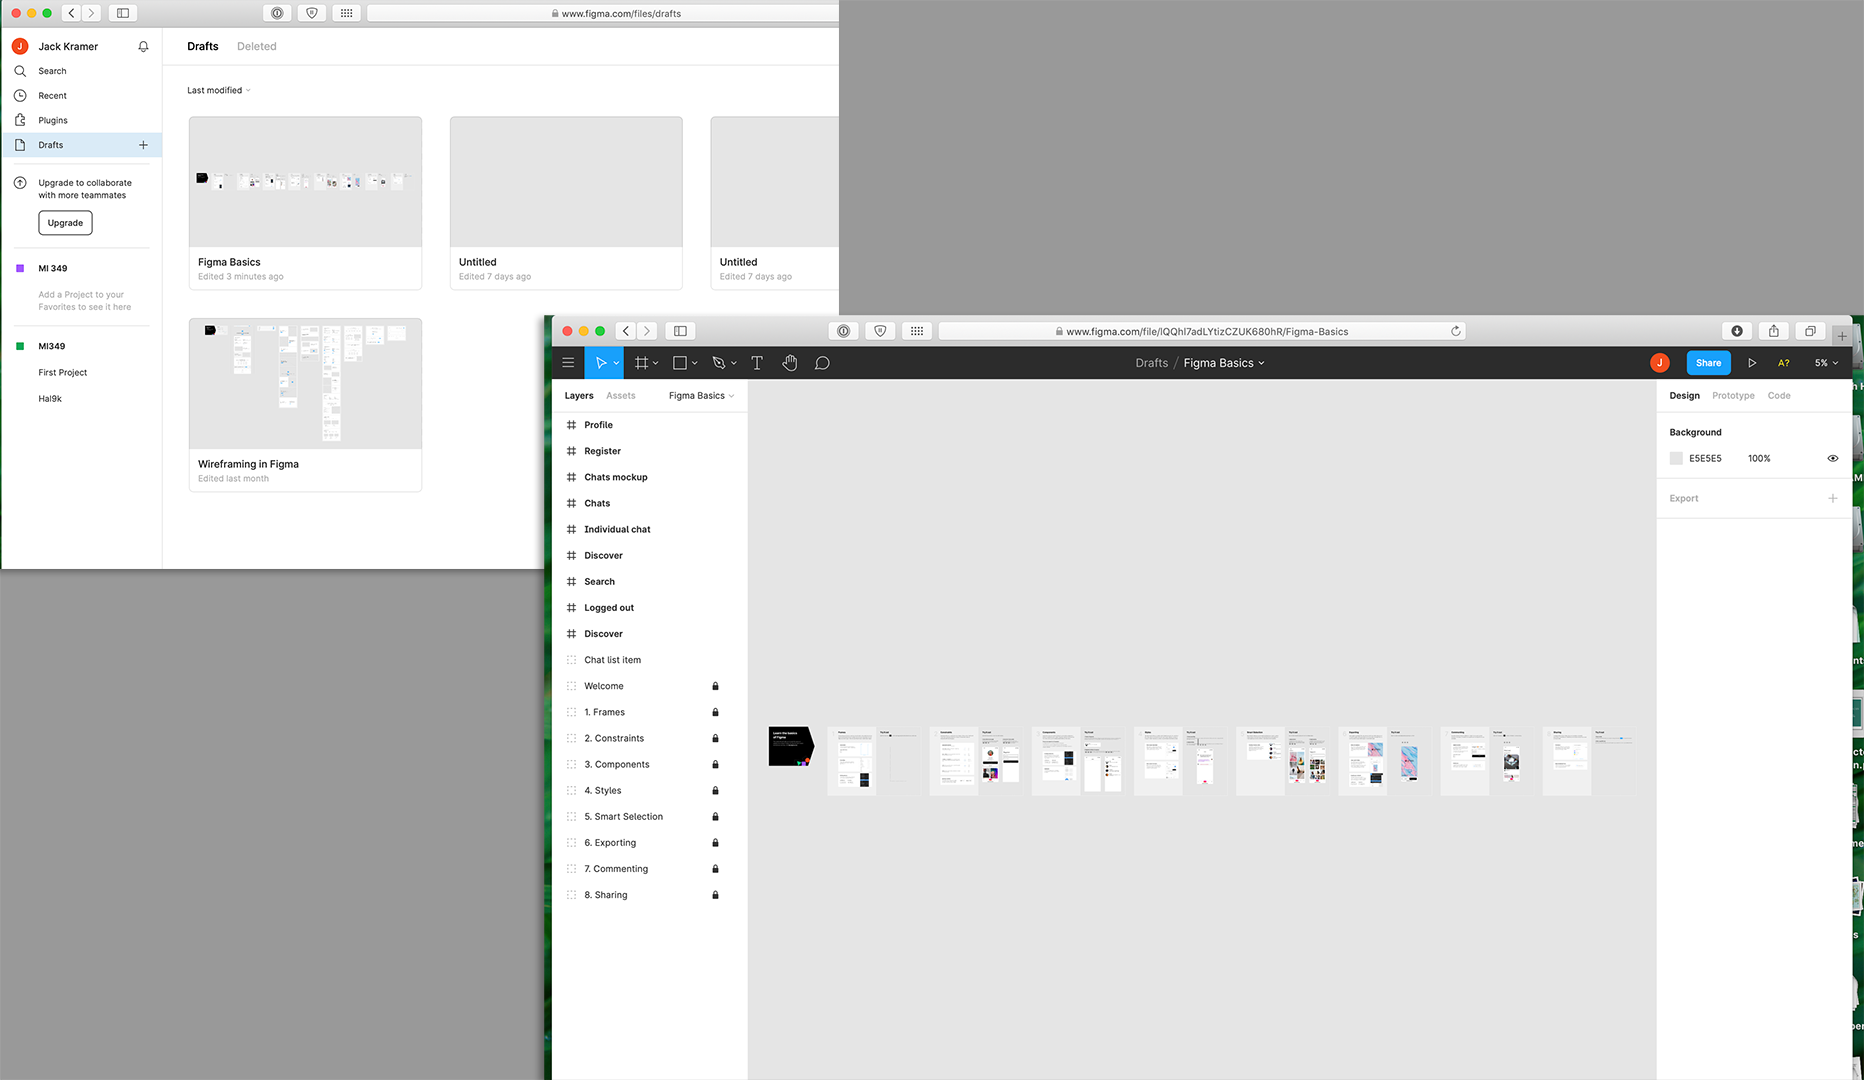 www.figma.com/files/drafts
J Jack Kramer
Search
Recent
Plugins
Drafts
Upgrade to collaborate
with more teammates
Upgrade
MI 349
Add a Project to your
Favorites to see it here
MI349
First Project
Hal9k
Drafts Deleted
Last modified
Figma Basics
Edited 3 minutes ago
Untitled
Edited 7 days ago
Untitled
Edited 7 days ago
Wireframing in Figma
Edited last month
www.figma.com/file/lQQhl7adLYtizCZUK680hR/Figma-Basics
Drafts / Figma Basics
J Share A? 5%
Layers Assets Figma Basics
Profile
Register
Chats mockup
Chats
Individual chat
Discover
Search
Logged out
Discover
Chat list item
Welcome
1. Frames
2. Constraints
3. Components
4. Styles
5. Smart Selection
6. Exporting
7. Commenting
8. Sharing
Learn the basics
of Figma
Design Prototype Code
Background
E5E5E5 100%
Export